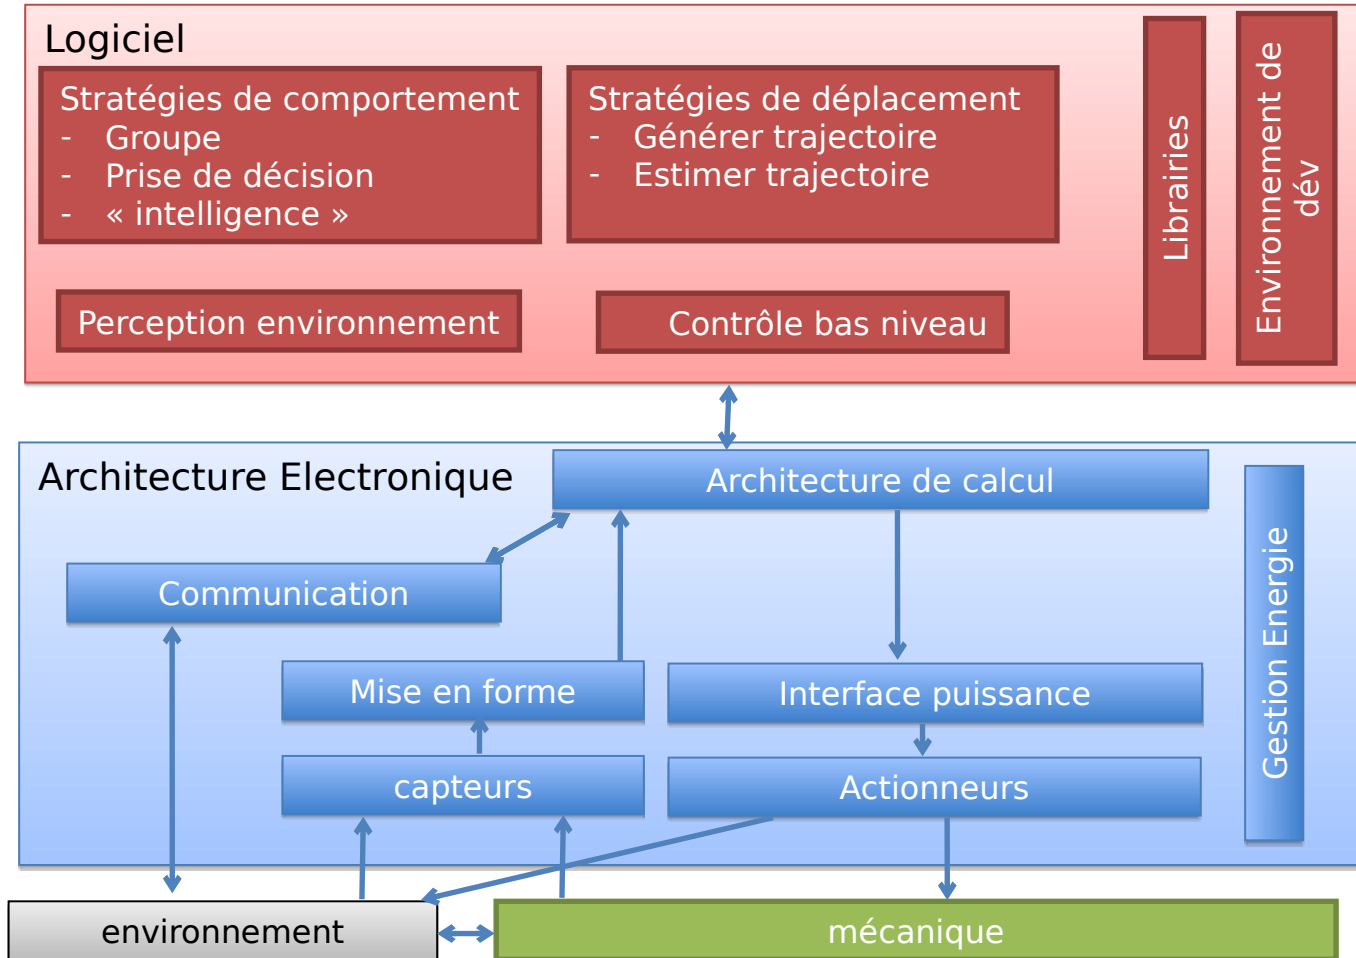 Logiciel
Stratégies de comportement
- Groupe
- Prise de décision
- « intelligence »
Stratégies de déplacement
- Générer trajectoire
- Estimer trajectoire
Perception environnement
Contrôle bas niveau
Librairies
Environnement de
dév
Architecture Electronique
Architecture de calcul
Communication
Mise en forme
Interface puissance
capteurs
Actionneurs
Gestion Energie
environnement
mécanique